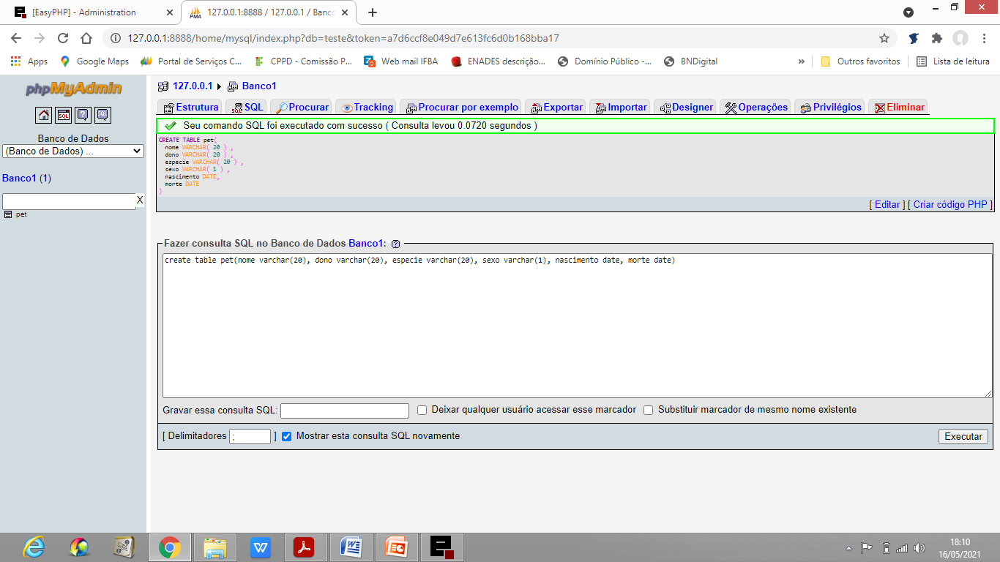 [EasyPHP] - Administration
127.0.0.1:8888 / 127.0.0.1 / Banco
127.0.0.1:8888/home/mysql/index.php?db=teste&token=a7d6ccf8e049d7e613fc6d0b168bba17
Apps Google Maps Portal de Serviços C... CPPD - Comissão P... Web mail IFBA ENADES descrição... Domínio Público -... BNDigital » Outros favoritos Lista de leitura
phpMyAdmin
Banco de Dados
(Banco de Dados) ...
Banco1 (1)
X
pet
127.0.0.1 Banco1
Estrutura SQL Procurar Tracking Procurar por exemplo Exportar Importar Designer Operações Privilégios Eliminar
Seu comando SQL foi executado com sucesso ( Consulta levou 0.0720 segundos )
CREATE TABLE pet(
nome VARCHAR( 20 ) ,
dono VARCHAR( 20 ) ,
especie VARCHAR( 20 ) ,
sexo VARCHAR( 1 ) ,
nascimento DATE,
morte DATE
)
[ Editar ] [ Criar código PHP ]
Fazer consulta SQL no Banco de Dados Banco1:
create table pet(nome varchar(20), dono varchar(20), especie varchar(20), sexo varchar(1), nascimento date, morte date)
Gravar essa consulta SQL: Deixar qualquer usuário acessar esse marcador Substituir marcador de mesmo nome existente
[ Delimitadores ; ] Mostrar esta consulta SQL novamente Executar
18:10
16/05/2021